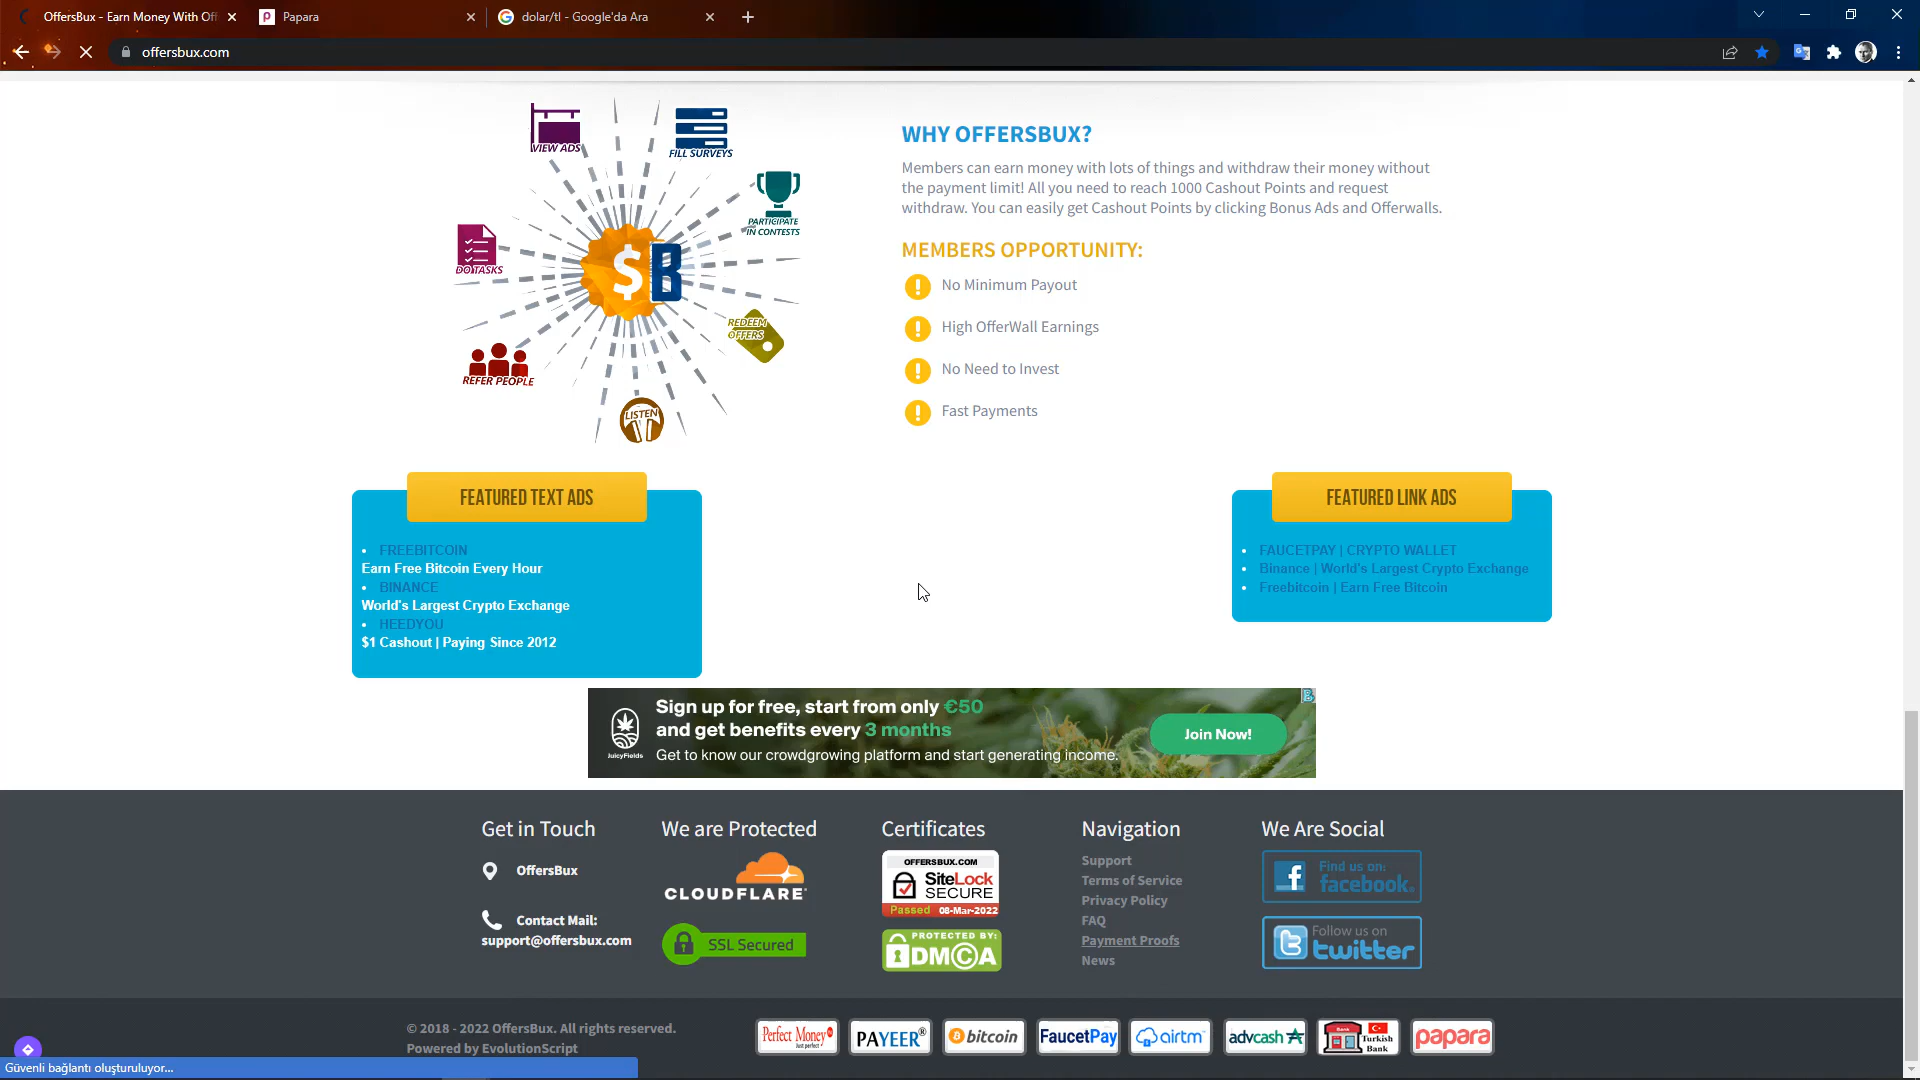 OffersBux - Earn Money With Off
Papara
dolar/tl - Google'da Ara
offersbux.com
VIEW ADS
FILL SURVEYS
PARTICIPATE
IN CONTESTS
DO TASKS
$B
REDEEM
OFFERS
REFER PEOPLE
LISTEN
WHY OFFERSBUX?
Members can earn money with lots of things and withdraw their money without
the payment limit! All you need to reach 1000 Cashout Points and request
withdraw. You can easily get Cashout Points by clicking Bonus Ads and Offerwalls.
MEMBERS OPPORTUNITY:
No Minimum Payout
High OfferWall Earnings
No Need to Invest
Fast Payments
FEATURED TEXT ADS
FREEBITCOIN
Earn Free Bitcoin Every Hour
BINANCE
World's Largest Crypto Exchange
HEEDYOU
$1 Cashout | Paying Since 2012
FEATURED LINK ADS
FAUCETPAY | CRYPTO WALLET
Binance | World's Largest Crypto Exchange
Freebitcoin | Earn Free Bitcoin
JuicyFields
Sign up for free, start from only €50
and get benefits every 3 months
Get to know our crowdgrowing platform and start generating income.
Join Now!
Get in Touch
OffersBux
Contact Mail:
support@offersbux.com
We are Protected
CLOUDFLARE
SSL Secured
Certificates
OFFERSBUX.COM
SiteLock
SECURE
Passed 08-Mar-2022
PROTECTED BY:
DMCA
Navigation
Support
Terms of Service
Privacy Policy
FAQ
Payment Proofs
News
We Are Social
Find us on:
facebook.
Follow us on
twitter
© 2018 - 2022 OffersBux. All rights reserved.
Powered by EvolutionScript
Perfect Money
Just perfect
PAYEER®
bitcoin
FaucetPay
airtm
advcash
Bank
Turkish
Bank
papara
Güvenli bağlantı oluşturuluyor...